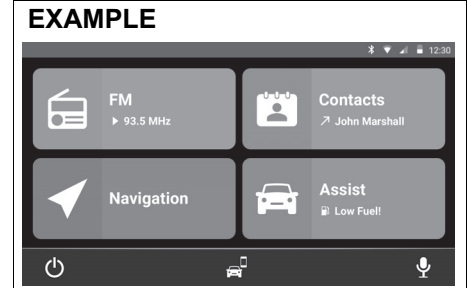 EXAMPLE
12:30
FM
93.5 MHz
Contacts
John Marshall
Navigation
Assist
Low Fuel!